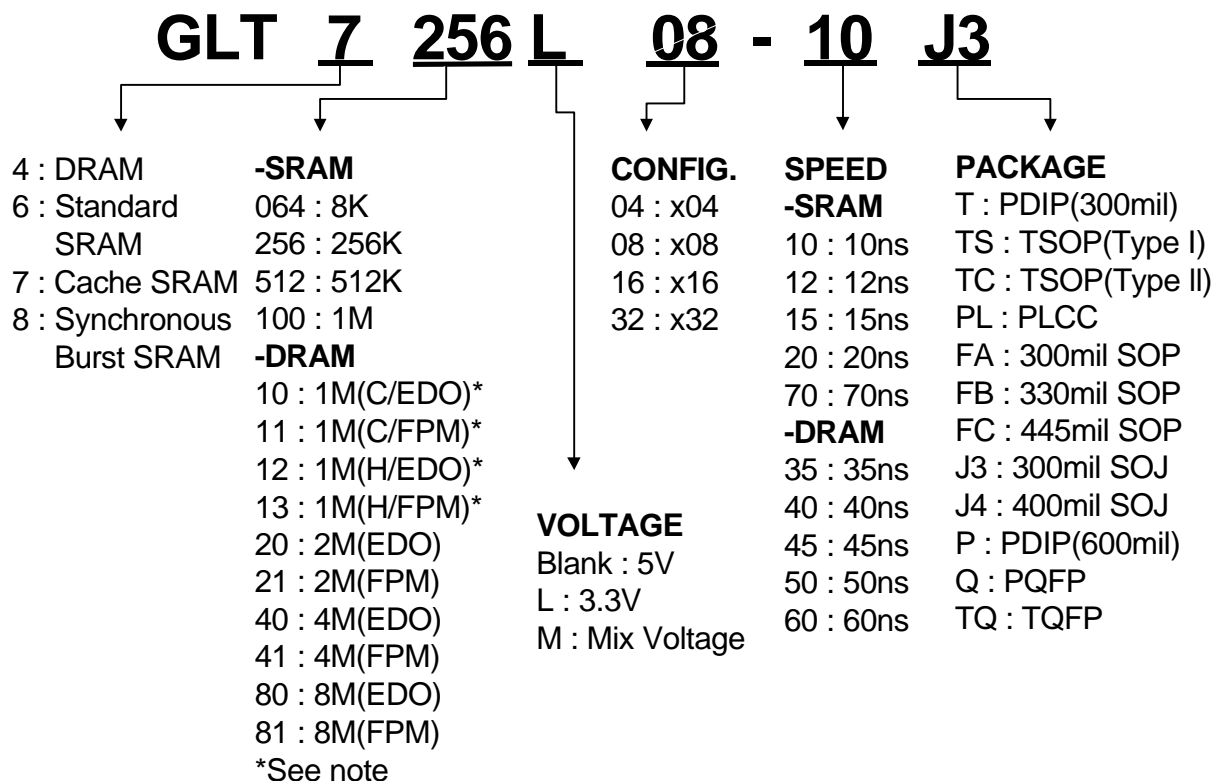 GLT 7 256 L 08 - 10 J3
4 : DRAM
6 : Standard
SRAM
7 : Cache SRAM
8 : Synchronous
Burst SRAM
-SRAM
064 : 8K
256 : 256K
512 : 512K
100 : 1M
-DRAM
10 : 1M(C/EDO)*
11 : 1M(C/FPM)*
12 : 1M(H/EDO)*
13 : 1M(H/FPM)*
20 : 2M(EDO)
21 : 2M(FPM)
40 : 4M(EDO)
41 : 4M(FPM)
80 : 8M(EDO)
81 : 8M(FPM)
*See note
VOLTAGE
Blank : 5V
L : 3.3V
M : Mix Voltage
CONFIG.
04 : x04
08 : x08
16 : x16
32 : x32
SPEED
-SRAM
10 : 10ns
12 : 12ns
15 : 15ns
20 : 20ns
70 : 70ns
-DRAM
35 : 35ns
40 : 40ns
45 : 45ns
50 : 50ns
60 : 60ns
PACKAGE
T : PDIP(300mil)
TS : TSOP(Type I)
TC : TSOP(Type II)
PL : PLCC
FA : 300mil SOP
FB : 330mil SOP
FC : 445mil SOP
J3 : 300mil SOJ
J4 : 400mil SOJ
P : PDIP(600mil)
Q : PQFP
TQ : TQFP